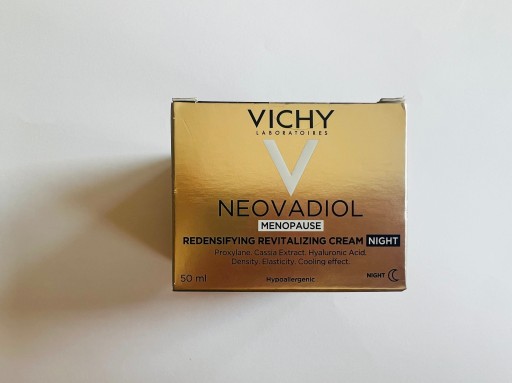 VICHY
LABORATOIRES
NEOVADIOL
MENOPAUSE
REDENSIFYING REVITALIZING CREAM NIGHT
Proxylane. Cassia Extract. Hyaluronic Acid.
Density. Elasticity. Cooling effect.
50 ml
Hypoallergenic
NIGHT